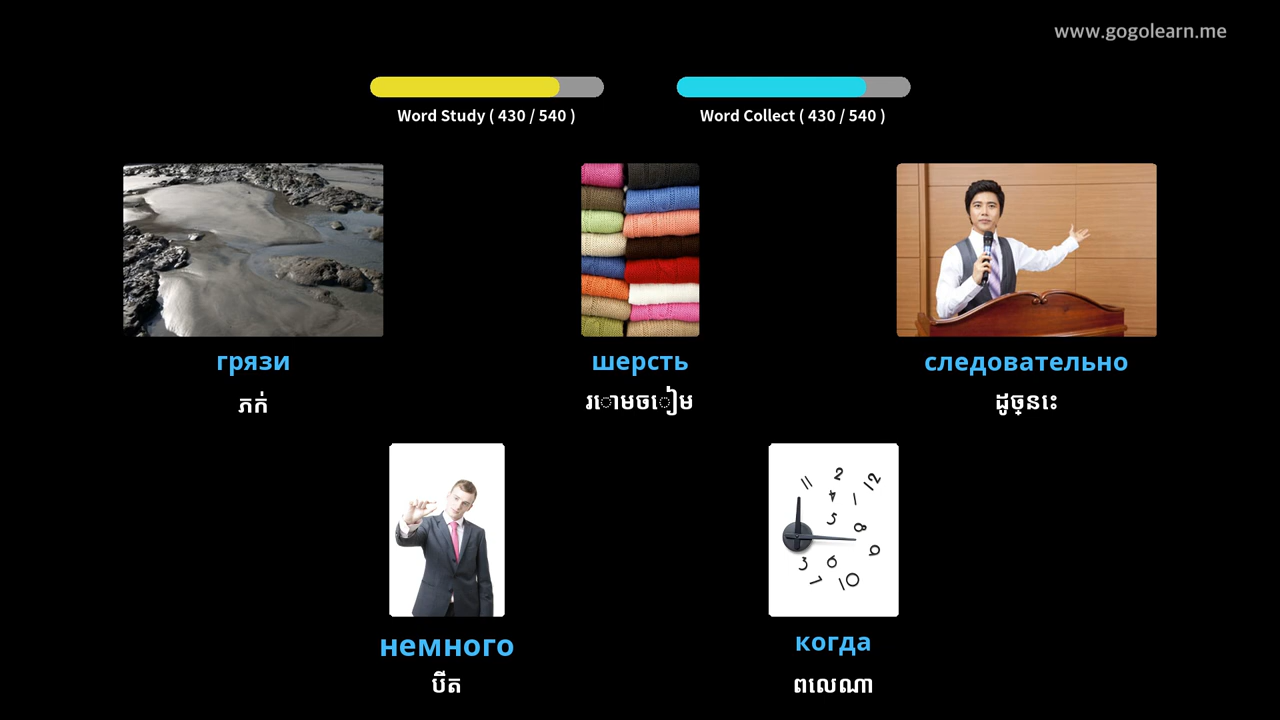 www.gogolearn.me
Word Study ( 430 / 540 )
Word Collect ( 430 / 540 )
грязи
шерсть
следовательно
ភក់
រោមចៀម
ដូច្នេះ
немного
когда
ប៊ីត
ពេលណា